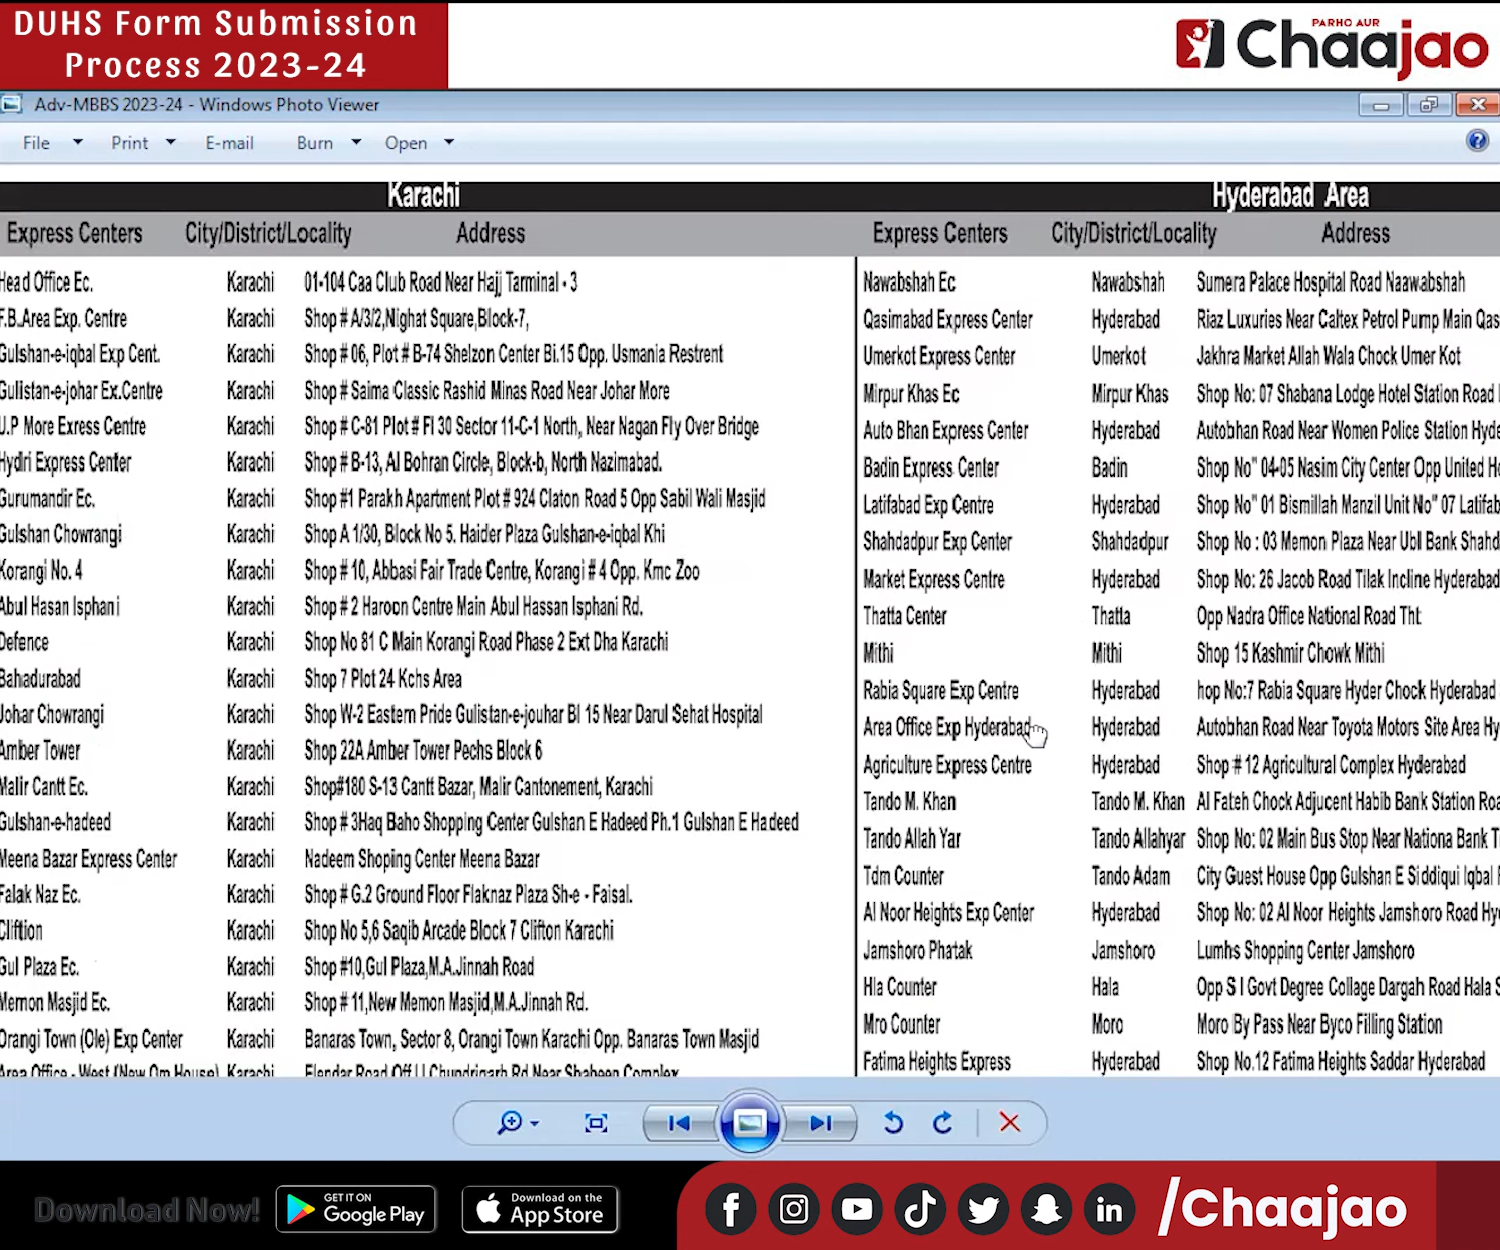 DUHS Form Submission
Process 2023-24
PARHO AUR
Chaajao
Adv-MBBS 2023-24 - Windows Photo Viewer
File Print E-mail Burn Open
Karachi Hyderabad Area
Express Centers City/District/Locality Address Express Centers City/District/Locality Address
Head Office Ec. Karachi 01-104 Caa Club Road Near Hajj Tarminal - 3
F.B.Area Exp. Centre Karachi Shop # A/3/2,Nighat Square,Block-7,
Gulshan-e-iqbal Exp Cent. Karachi Shop # 06, Plot # B-74 Shelzon Center Bi.15 Opp. Usmania Restrent
Gulistan-e-johar Ex.Centre Karachi Shop # Saima Classic Rashid Minas Road Near Johar More
U.P More Exress Centre Karachi Shop # C-81 Plot # Fl 30 Sector 11-C-1 North, Near Nagan Fly Over Bridge
Hydiri Express Center Karachi Shop # B-13, Al Bohran Circle, Block-b, North Nazimabad.
Gurumandir Ec. Karachi Shop #1 Parakh Apartment Plot # 924 Claton Road 5 Opp Sabil Wali Masjid
Gulshan Chowrangi Karachi Shop A 1/30, Block No 5. Haider Plaza Gulshan-e-iqbal Khi
Korangi No. 4 Karachi Shop # 10, Abbasi Fair Trade Centre, Korangi # 4 Opp. Kmc Zoo
Abul Hasan Isphani Karachi Shop # 2 Haroon Centre Main Abul Hassan Isphani Rd.
Defence Karachi Shop No 81 C Main Korangi Road Phase 2 Ext Dha Karachi
Bahadurabad Karachi Shop 7 Plot 24 Kchs Area
Johar Chowrangi Karachi Shop W-2 Eastern Pride Gulistan-e-jouhar Bl 15 Near Darul Sehat Hospital
Amber Tower Karachi Shop 22A Amber Tower Pechs Block 6
Malir Cantt Ec. Karachi Shop#180 S-13 Cantt Bazar, Malir Cantonement, Karachi
Gulshan-e-hadeed Karachi Shop # 3Haq Baho Shopping Center Gulshan E Hadeed Ph.1 Gulshan E Hadeed
Meena Bazar Express Center Karachi Nadeem Shoping Center Meena Bazar
Falak Naz Ec. Karachi Shop # G.2 Ground Floor Flaknaz Plaza Sh-e - Faisal.
Cliftion Karachi Shop No 5,6 Saqib Arcade Block 7 Clifton Karachi
Gul Plaza Ec. Karachi Shop #10,Gul Plaza,M.A.Jinnah Road
Memon Masjid Ec. Karachi Shop # 11,New Memon Masjid,M.A.Jinnah Rd.
Orangi Town (Ole) Exp Center Karachi Banaras Town, Sector 8, Orangi Town Karachi Opp. Banaras Town Masjid
Area Office - West (New Om House) Karachi Flendar Road Off I.I Chundrigarh Rd Near Shaheen Complex
Nawabshah Ec Nawabshah Sumera Palace Hospital Road Naawabshah
Qasimabad Express Center Hyderabad Riaz Luxuries Near Caltex Petrol Pump Main Qas
Umerkot Express Center Umerkot Jakhra Market Allah Wala Chock Umer Kot
Mirpur Khas Ec Mirpur Khas Shop No: 07 Shabana Lodge Hotel Station Road
Auto Bhan Express Center Hyderabad Autobhan Road Near Women Police Station Hyde
Badin Express Center Badin Shop No" 04-05 Nasim City Center Opp United Ho
Latifabad Exp Centre Hyderabad Shop No" 01 Bismillah Manzil Unit No" 07 Latifab
Shahdadpur Exp Center Shahdadpur Shop No : 03 Memon Plaza Near Ubll Bank Shahd
Market Express Centre Hyderabad Shop No: 26 Jacob Road Tilak Incline Hyderabad
Thatta Center Thatta Opp Nadra Office National Road Tht
Mithi Mithi Shop 15 Kashmir Chowk Mithi
Rabia Square Exp Centre Hyderabad hop No:7 Rabia Square Hyder Chock Hyderabad
Area Office Exp Hyderabad Hyderabad Autobhan Road Near Toyota Motors Site Area Hy
Agriculture Express Centre Hyderabad Shop # 12 Agricultural Complex Hyderabad
Tando M. Khan Tando M. Khan Al Fateh Chock Adjucent Habib Bank Station Roa
Tando Allah Yar Tando Allahyar Shop No: 02 Main Bus Stop Near Nationa Bank T
Tdm Counter Tando Adam City Guest House Opp Gulshan E Siddiqui Iqbal
Al Noor Heights Exp Center Hyderabad Shop No: 02 Al Noor Heights Jamshoro Road Hy
Jamshoro Phatak Jamshoro Lumhs Shopping Center Jamshoro
Hla Counter Hala Opp S I Govt Degree Collage Dargah Road Hala S
Mro Counter Moro Moro By Pass Near Byco Filling Station
Fatima Heights Express Hyderabad Shop No.12 Fatima Heights Saddar Hyderabad
Download Now! GET IT ON Google Play Download on the App Store /Chaajao